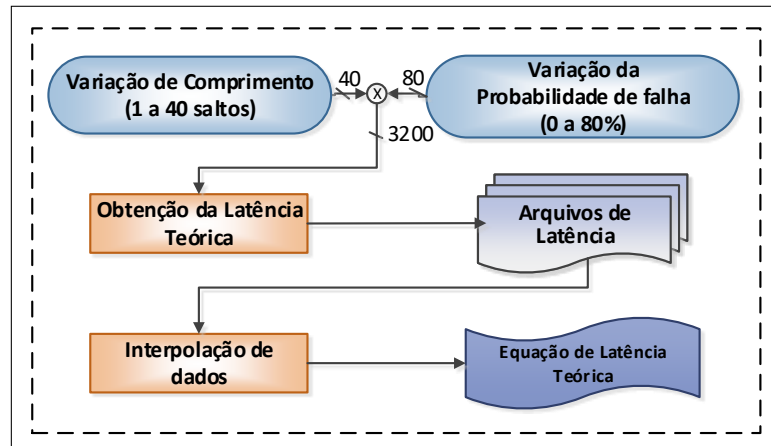 Variação de Comprimento
(1 a 40 saltos)
40
X
80
Variação da
Probabilidade de falha
(0 a 80%)
3200
Obtenção da Latência
Teórica
Arquivos de
Latência
Interpolação de
dados
Equação de Latência
Teórica